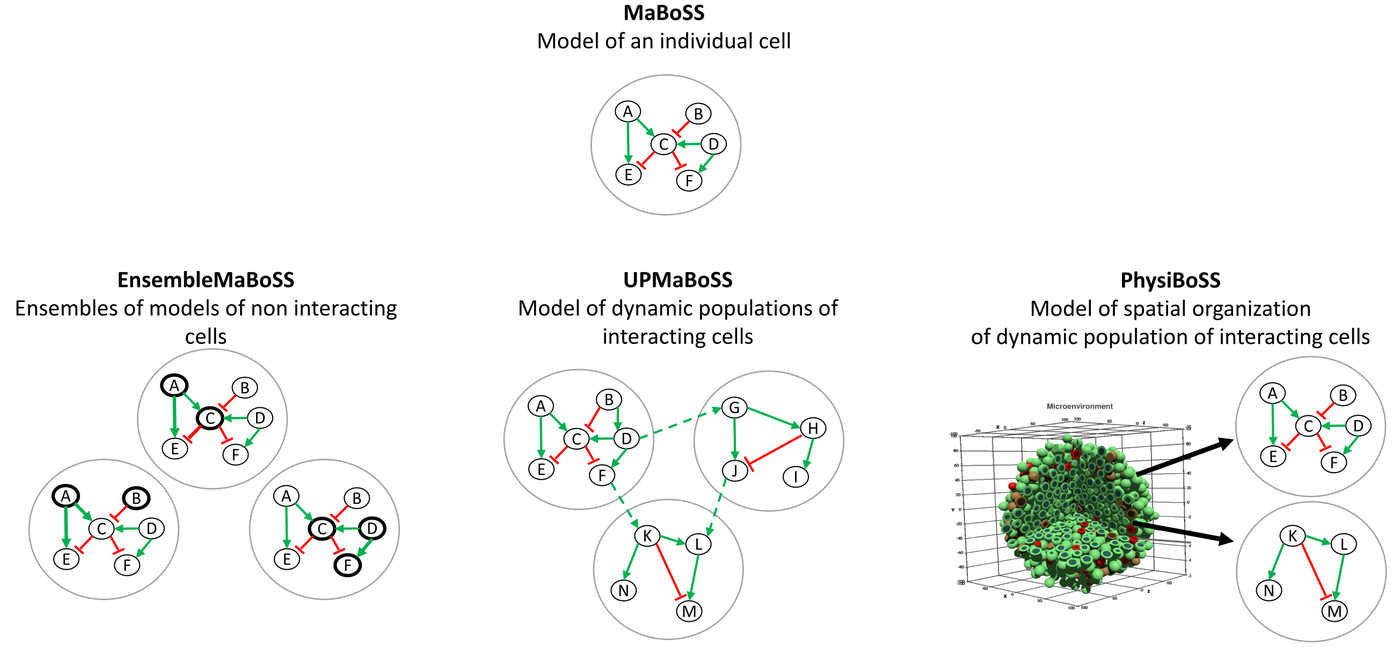 MaBoSS
Model of an individual cell
A
B
C
D
E
F
EnsembleMaBoSS
Ensembles of models of non interacting
cells
A
B
C
D
E
F
A
B
C
D
E
F
A
B
C
D
E
F
UPMaBoSS
Model of dynamic populations of
interacting cells
A
B
C
D
E
F
G
H
J
I
K
L
N
M
PhysiBoSS
Model of spatial organization
of dynamic population of interacting cells
Microenvironment
A
B
C
D
E
F
K
L
N
M